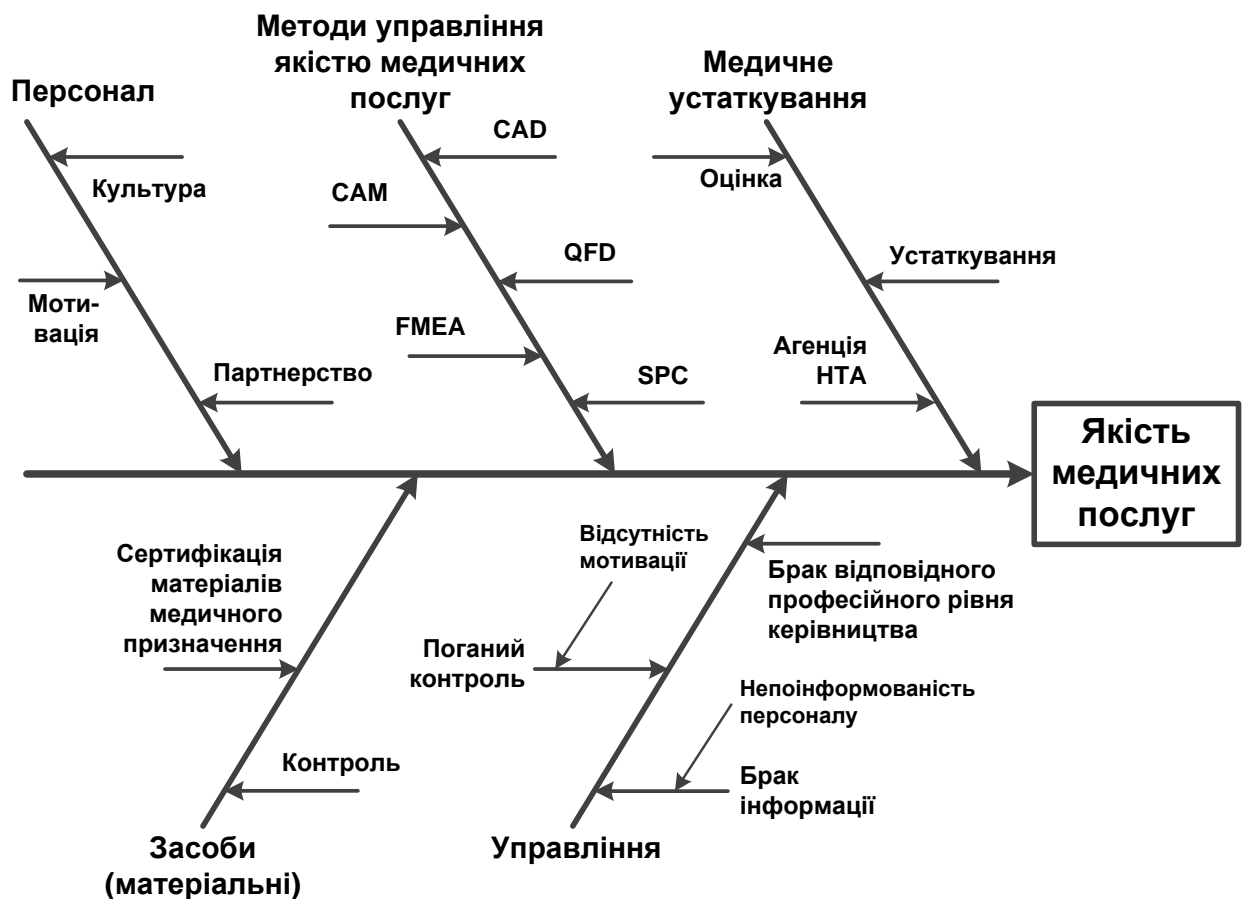 Методи управління
якістю медичних
послуг
Медичне
устаткування
Персонал
CAD
Оцінка
Культура
CAM
QFD
Устаткування
Моти-
вація
FMEA
Агенція
НТА
Партнерство
SPC
Якість
медичних
послуг
Відсутність
мотивації
Сертифікація
матеріалів
медичного
призначення
Брак відповідного
професійного рівня
керівництва
Поганий
контроль
Непоінформованість
персоналу
Контроль
Брак
інформації
Засоби
(матеріальні)
Управління